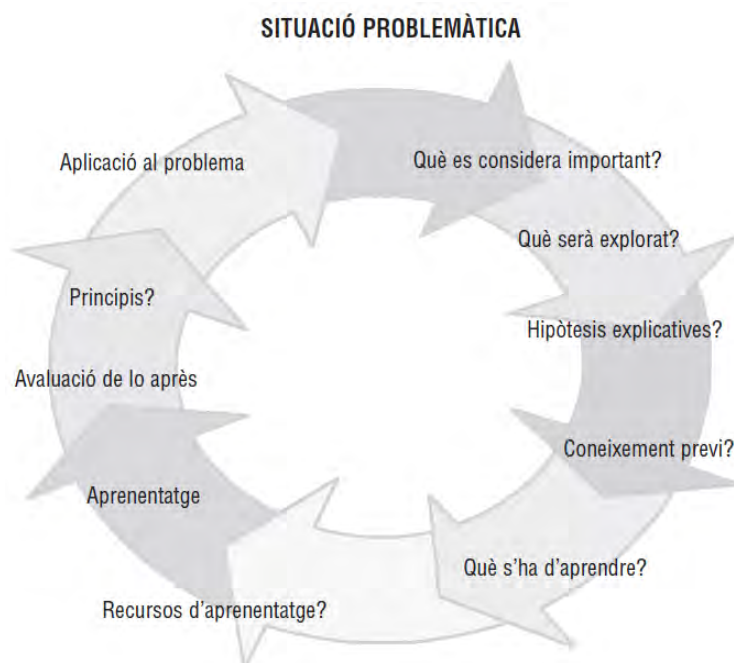 SITUACIÓ PROBLEMÀTICA
Què es considera important?
Què serà explorat?
Hipòtesis explicatives?
Coneixement previ?
Què s'ha d'aprendre?
Recursos d'aprenentatge?
Aprenentatge
Avaluació de lo après
Principis?
Aplicació al problema